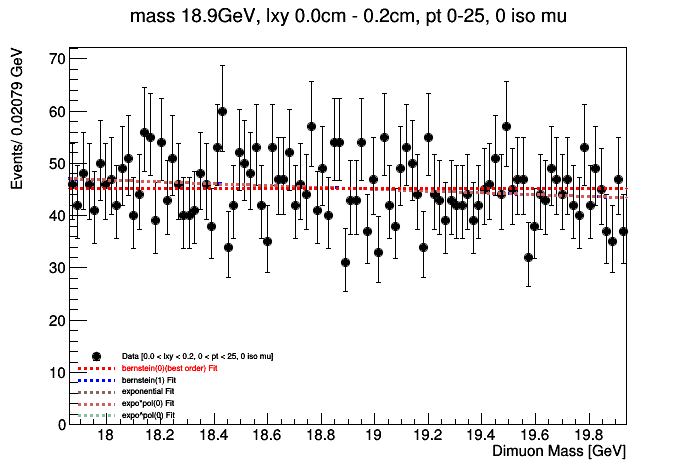 mass 18.9GeV, lxy 0.0cm - 0.2cm, pt 0-25, 0 iso mu
Events/ 0.02079 GeV
70
60
50
40
30
20
10
0
Data [0.0 < lxy < 0.2, 0 < pt < 25, 0 iso mu]
bernstein(0)(best order) Fit
bernstein(1) Fit
exponential Fit
expo*pol(0) Fit
expo*pol(0) Fit
18 18.2 18.4 18.6 18.8 19 19.2 19.4 19.6 19.8
Dimuon Mass [GeV]